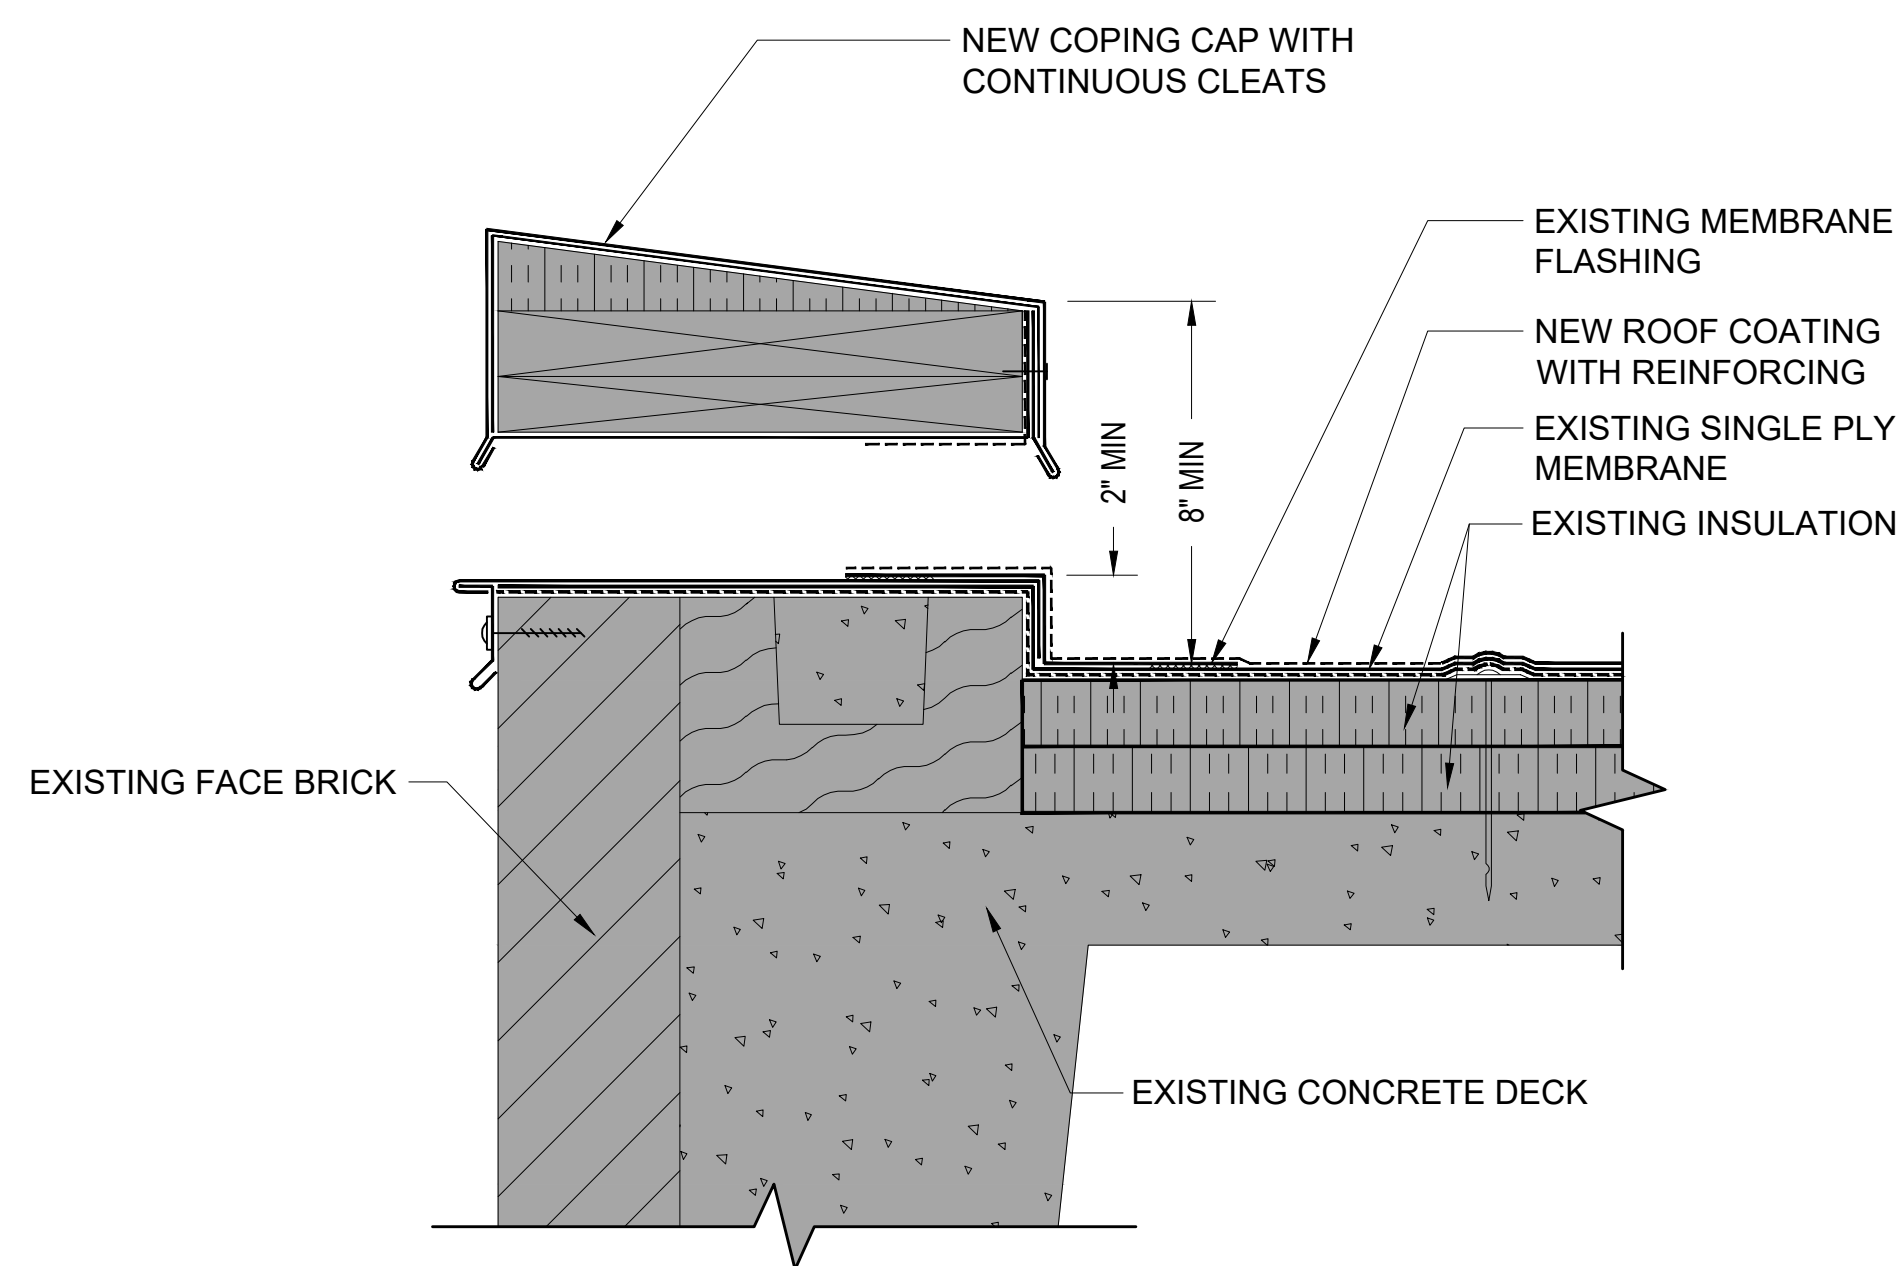 NEW COPING CAP WITH
CONTINUOUS CLEATS
EXISTING MEMBRANE
FLASHING
NEW ROOF COATING
WITH REINFORCING
EXISTING SINGLE PLY
MEMBRANE
EXISTING INSULATION
2" MIN
8" MIN
EXISTING FACE BRICK
EXISTING CONCRETE DECK